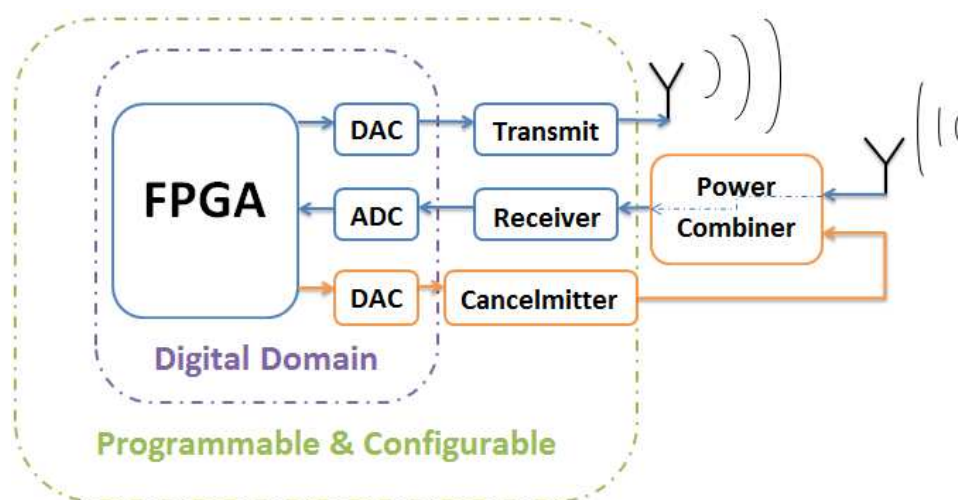 DAC
Transmit
FPGA
ADC
Receiver
Power
Combiner
DAC
Cancelmitter
Digital Domain
Programmable & Configurable